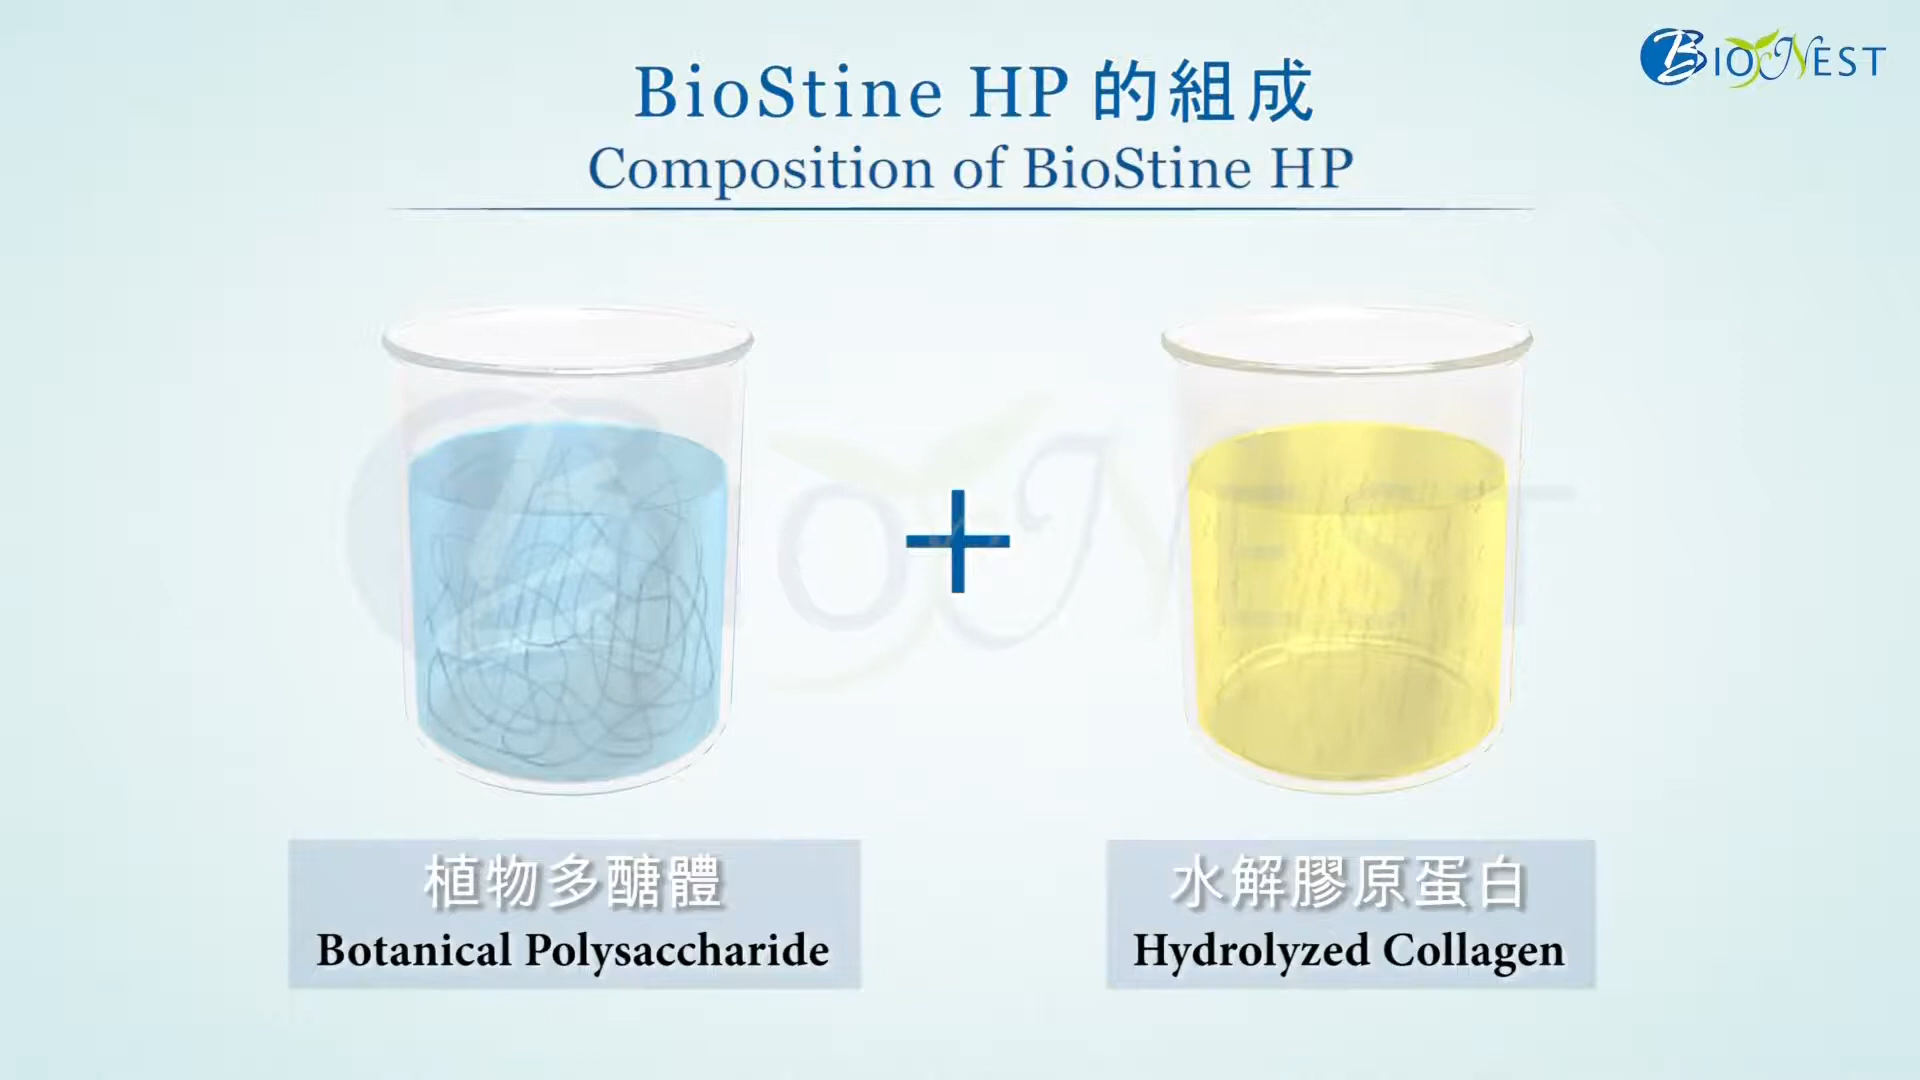 BIONEST
BioStine HP 的組成
Composition of BioStine HP
BIONEST
植物多醣體
Botanical Polysaccharide
水解膠原蛋白
Hydrolyzed Collagen